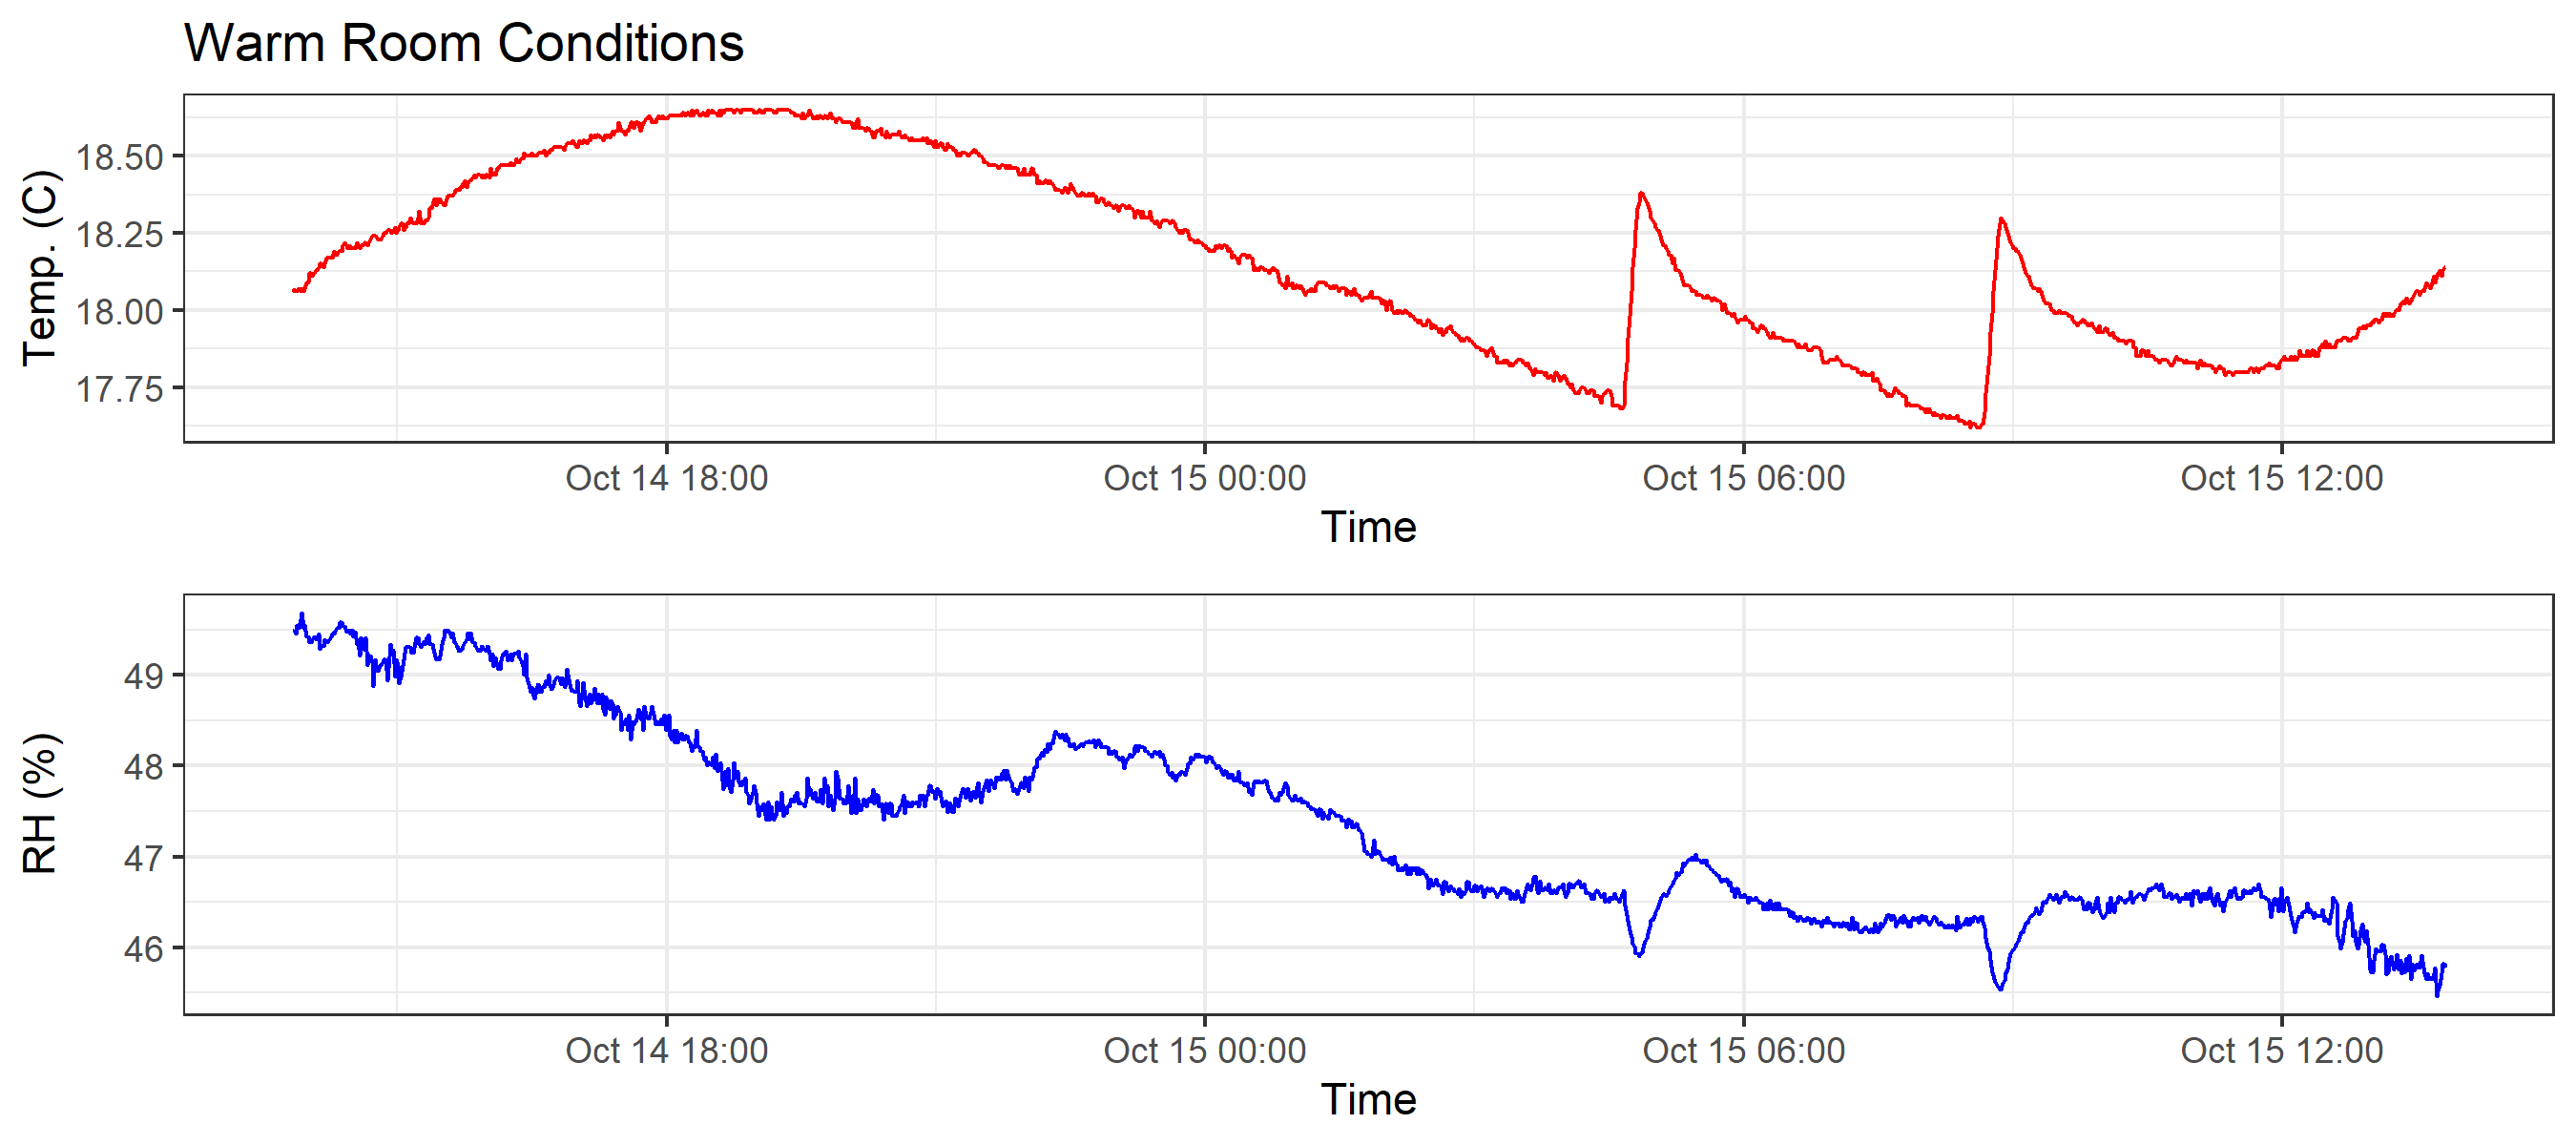 Warm Room Conditions
Temp. (C)
18.50
18.25
18.00
17.75
Oct 14 18:00 Oct 15 00:00 Oct 15 06:00 Oct 15 12:00
Time
RH (%)
49
48
47
46
Oct 14 18:00 Oct 15 00:00 Oct 15 06:00 Oct 15 12:00
Time